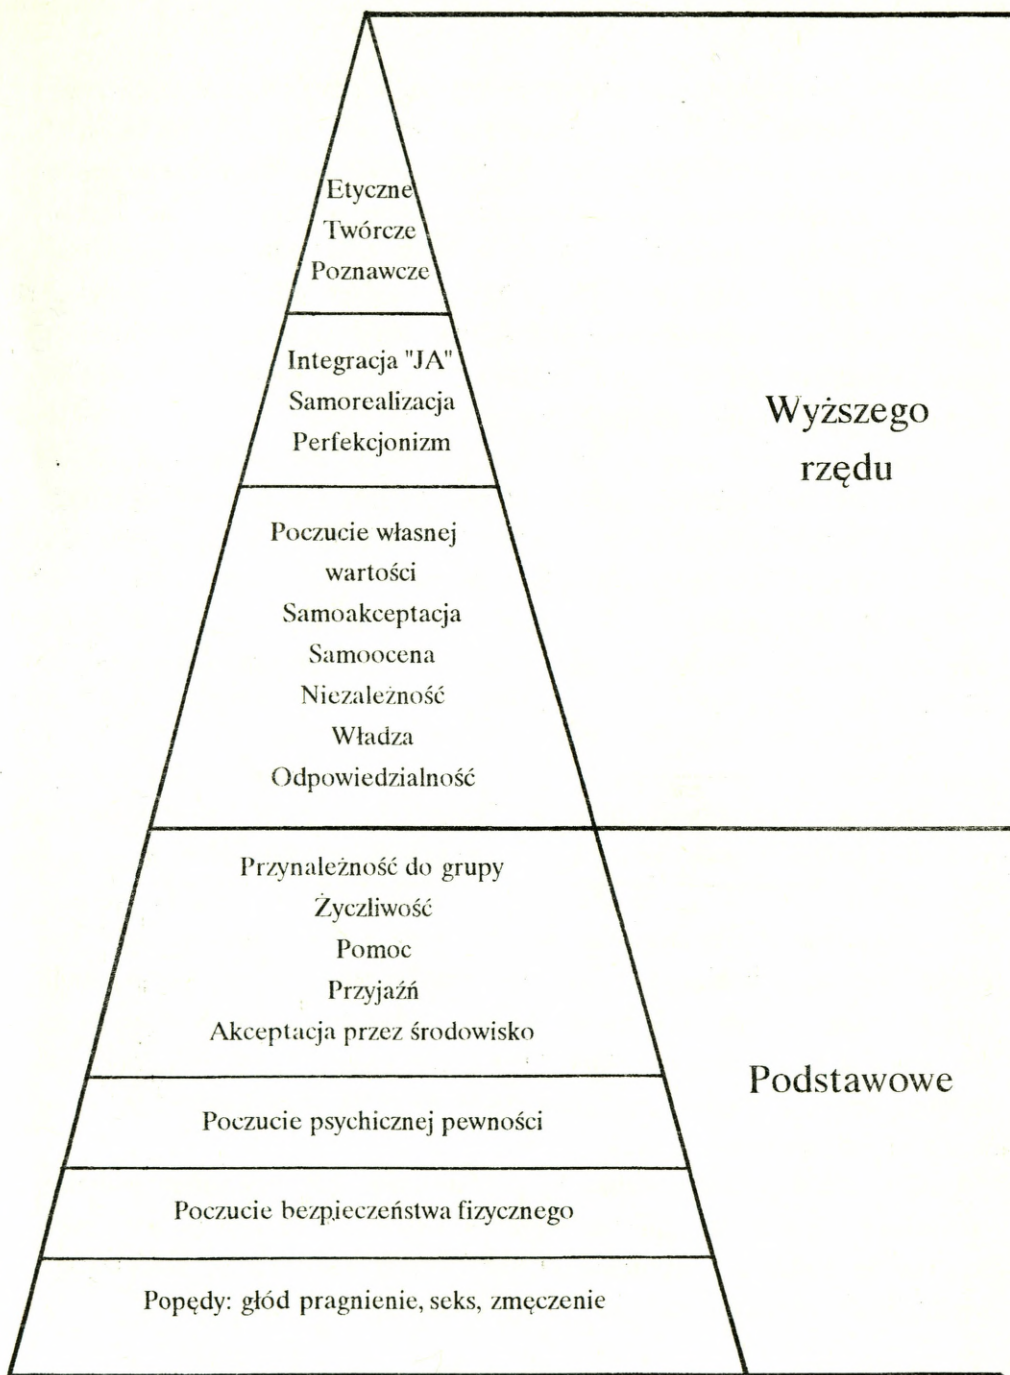 Etyczne
Twórcze
Poznawcze
Integracja "JA"
Samorealizacja
Perfekcjonizm
Poczucie własnej
wartości
Samoakceptacja
Samoocena
Niezależność
Władza
Odpowiedzialność
Wyższego
rzędu
Przynależność do grupy
Życzliwość
Pomoc
Przyjaźń
Akceptacja przez środowisko
Poczucie psychicznej pewności
Poczucie bezpieczeństwa fizycznego
Popędy: głód pragnienie, seks, zmęczenie
Podstawowe